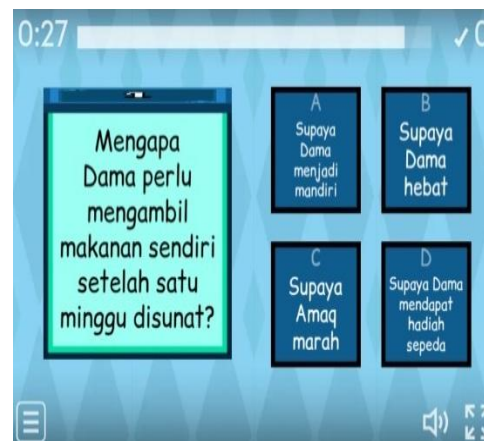 0:27
✓ 0
Mengapa
Dama perlu
mengambil
makanan sendiri
setelah satu
minggu disunat?
A
Supaya
Dama
menjadi
mandiri
B
Supaya
Dama
hebat
C
Supaya
Amaq
marah
D
Supaya Dama
mendapat
hadiah
sepeda